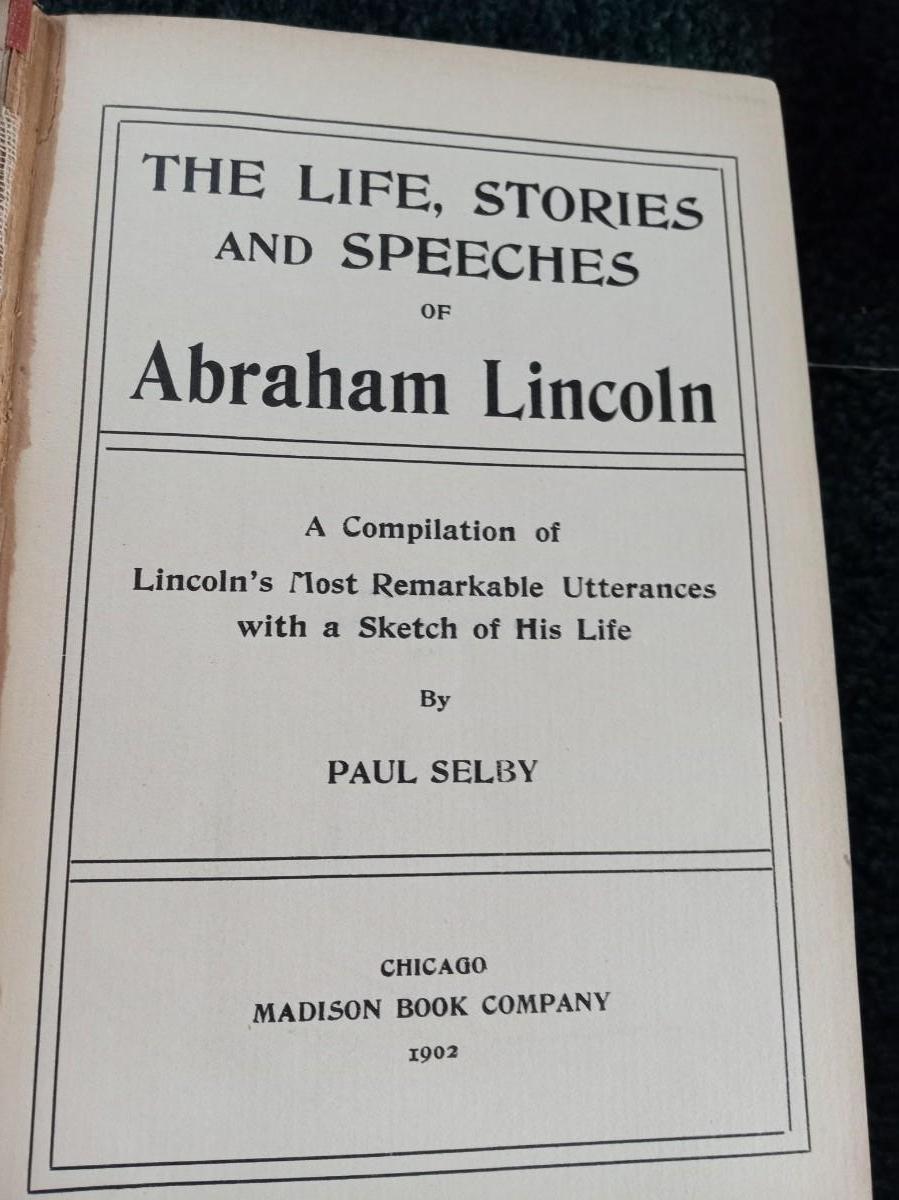 THE LIFE, STORIES
AND SPEECHES
OF
Abraham Lincoln
A Compilation of
Lincoln's Most Remarkable Utterances
with a Sketch of His Life
By
PAUL SELBY
CHICAGO
MADISON BOOK COMPANY
1902